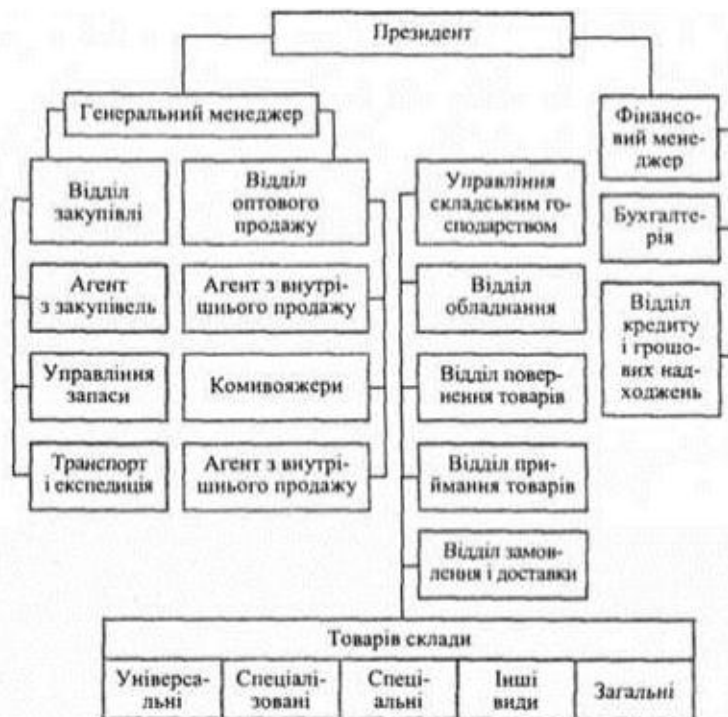 Президент
Генеральний менеджер
Фінансо-
вий мене-
джер
Відділ
закупівлі
Відділ
оптового
продажу
Управління
складським го-
сподарством
Бухгалте-
рія
Агент
з закупівель
Агент з внутрі-
шнього продажу
Відділ
обладнання
Відділ
кредиту
і грошо-
вих над-
ходжень
Управління
запаси
Комивояжери
Відділ повер-
нення товарів
Транспорт
і експедиція
Агент з внутрі-
шнього продажу
Відділ при-
ймання товарів
Відділ замов-
лення і доставки
Товарів склади
Універса-
льні
Спеціалі-
зовані
Спеці-
альні
Інші
види
Загальні